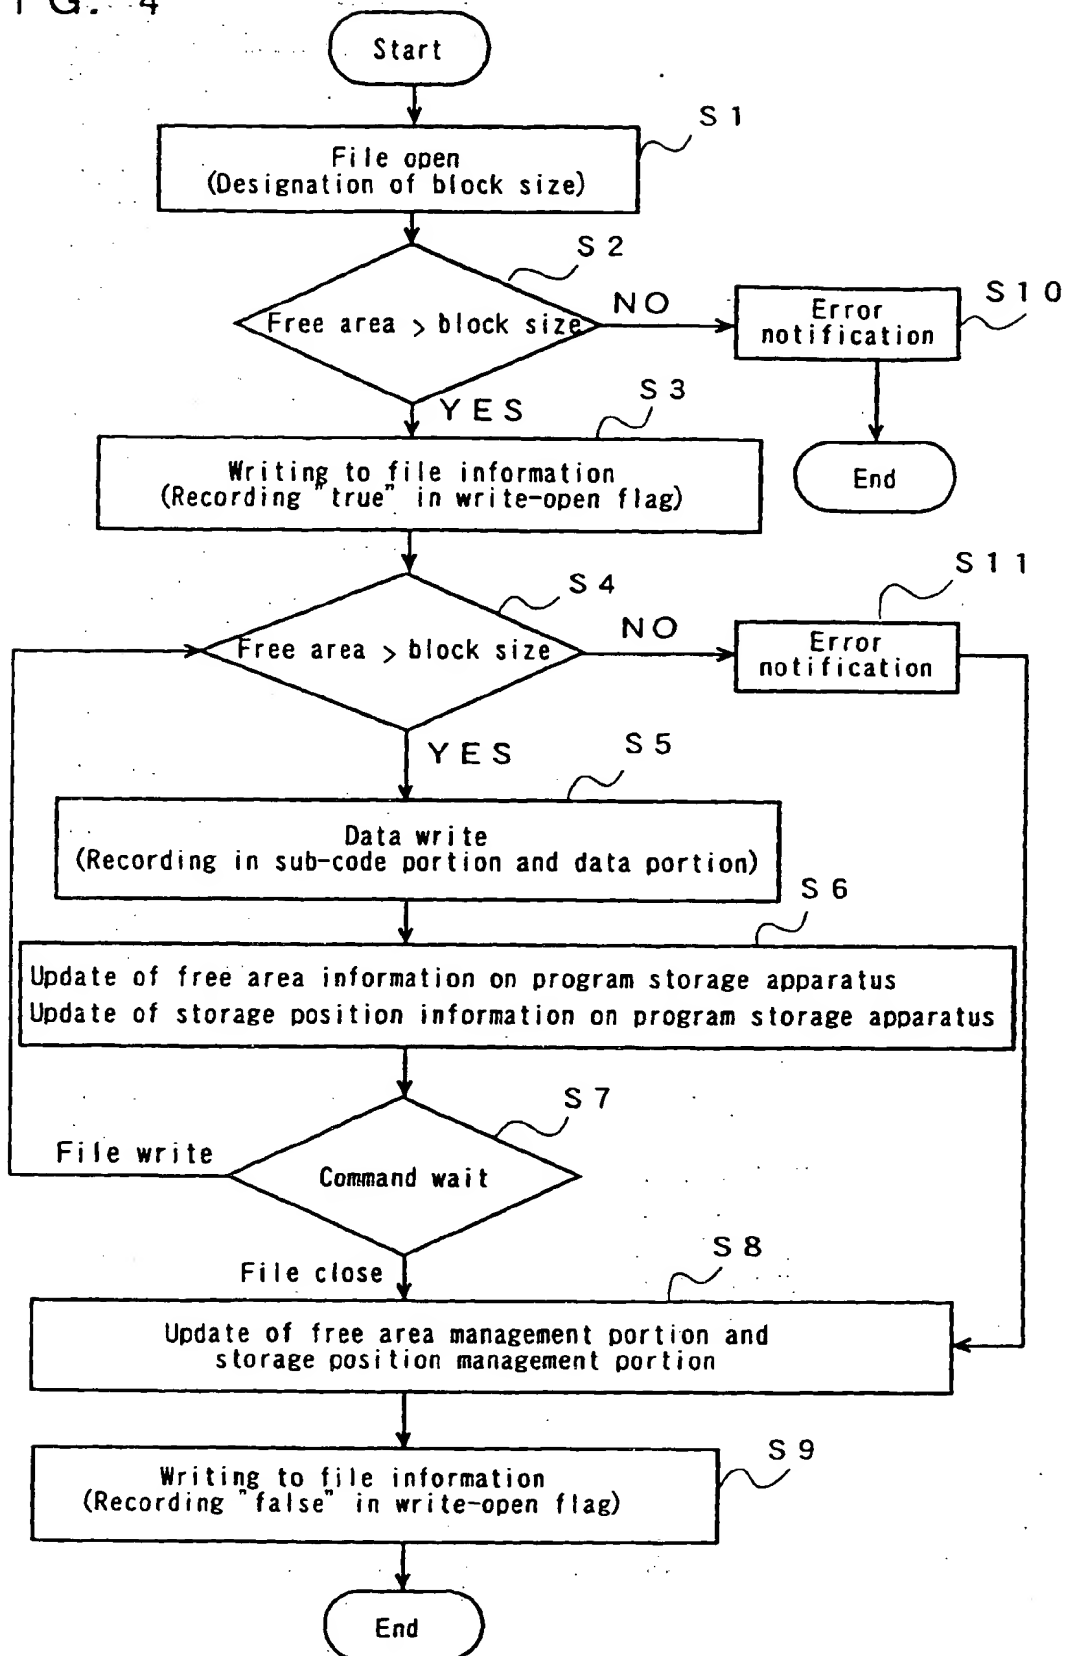 FG. 4
Start
S1
File open
(Designation of block size)
S2
Free area > block size
NO
S10
Error
notification
YES
S3
End
Writing to file information
(Recording "true" in write-open flag)
S11
S4
Free area > block size
NO
Error
notification
YES
S5
Data write
(Recording in sub-code portion and data portion)
S6
Update of free area information on program storage apparatus
Update of storage position information on program storage apparatus
S7
File write
Command wait
File close
S8
Update of free area management portion and
storage position management portion
S9
Writing to file information
(Recording "false" in write-open flag)
End